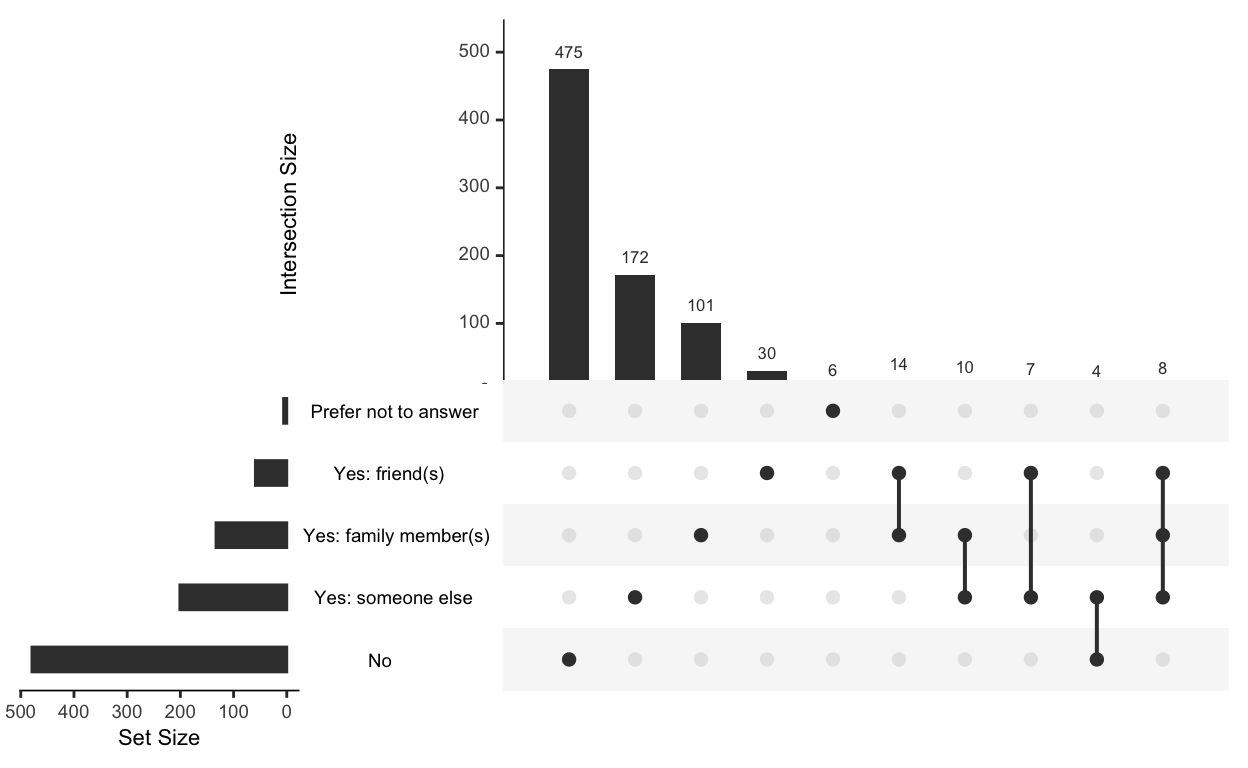 500
400
300
200
100
Intersection Size
475
172
101
30
6
14
10
7
4
8
Prefer not to answer
Yes: friend(s)
Yes: family member(s)
Yes: someone else
No
500 400 300 200 100 0
Set Size